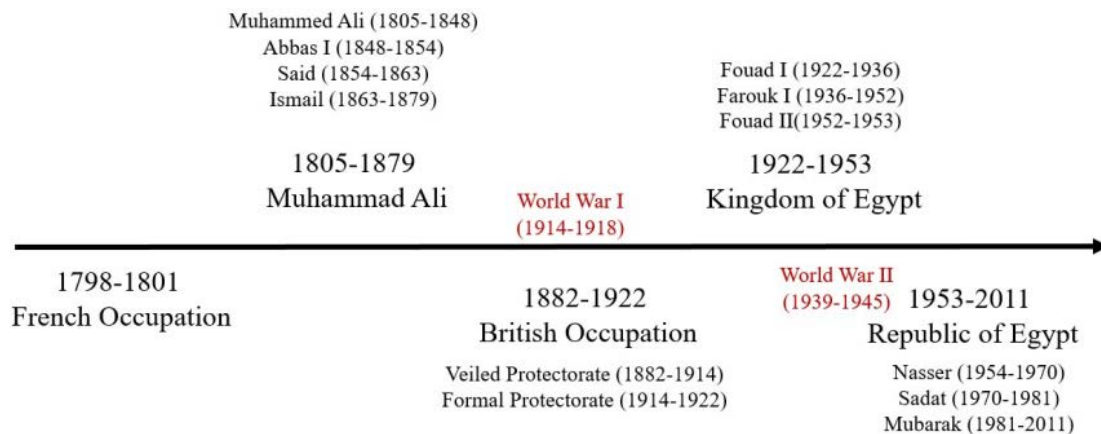 Muhammed Ali (1805-1848)
Abbas I (1848-1854)
Said (1854-1863)
Ismail (1863-1879)
1805-1879
Muhammad Ali
World War I
(1914-1918)
Fouad I (1922-1936)
Farouk I (1936-1952)
Fouad II(1952-1953)
1922-1953
Kingdom of Egypt
1798-1801
French Occupation
1882-1922
British Occupation
Veiled Protectorate (1882-1914)
Formal Protectorate (1914-1922)
World War II
(1939-1945)
1953-2011
Republic of Egypt
Nasser (1954-1970)
Sadat (1970-1981)
Mubarak (1981-2011)